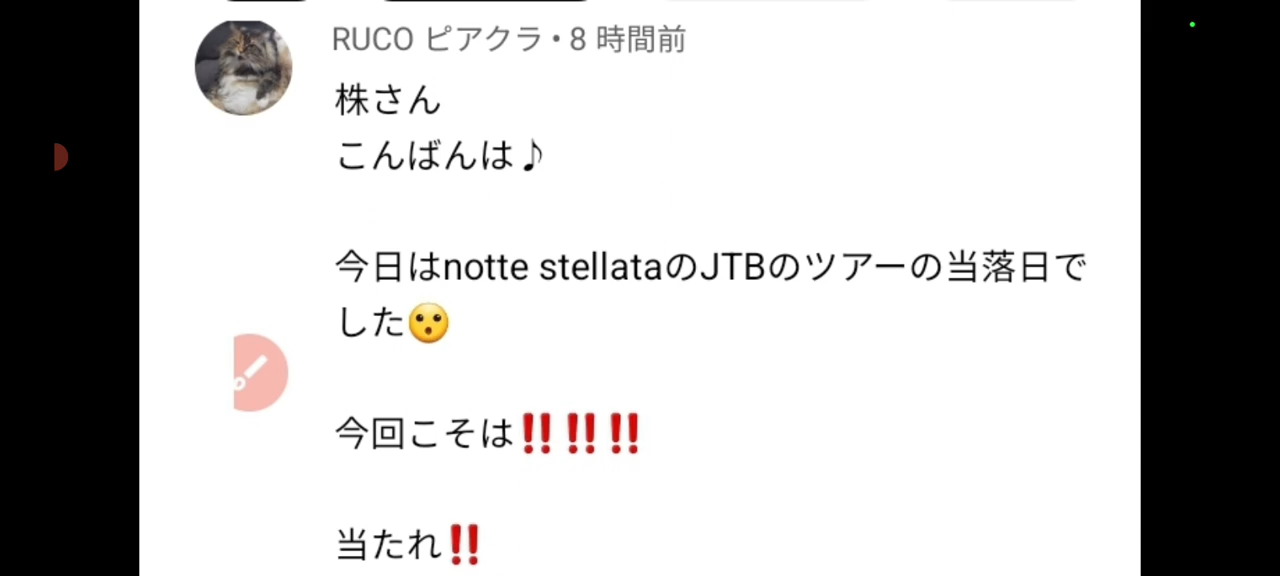 RUCO ピアクラ • 8 時間前
株さん
こんばんは♪
今日はnotte stellataのJTBのツアーの当落日で
した😮
今回こそは‼️‼️‼️
当たれ‼️